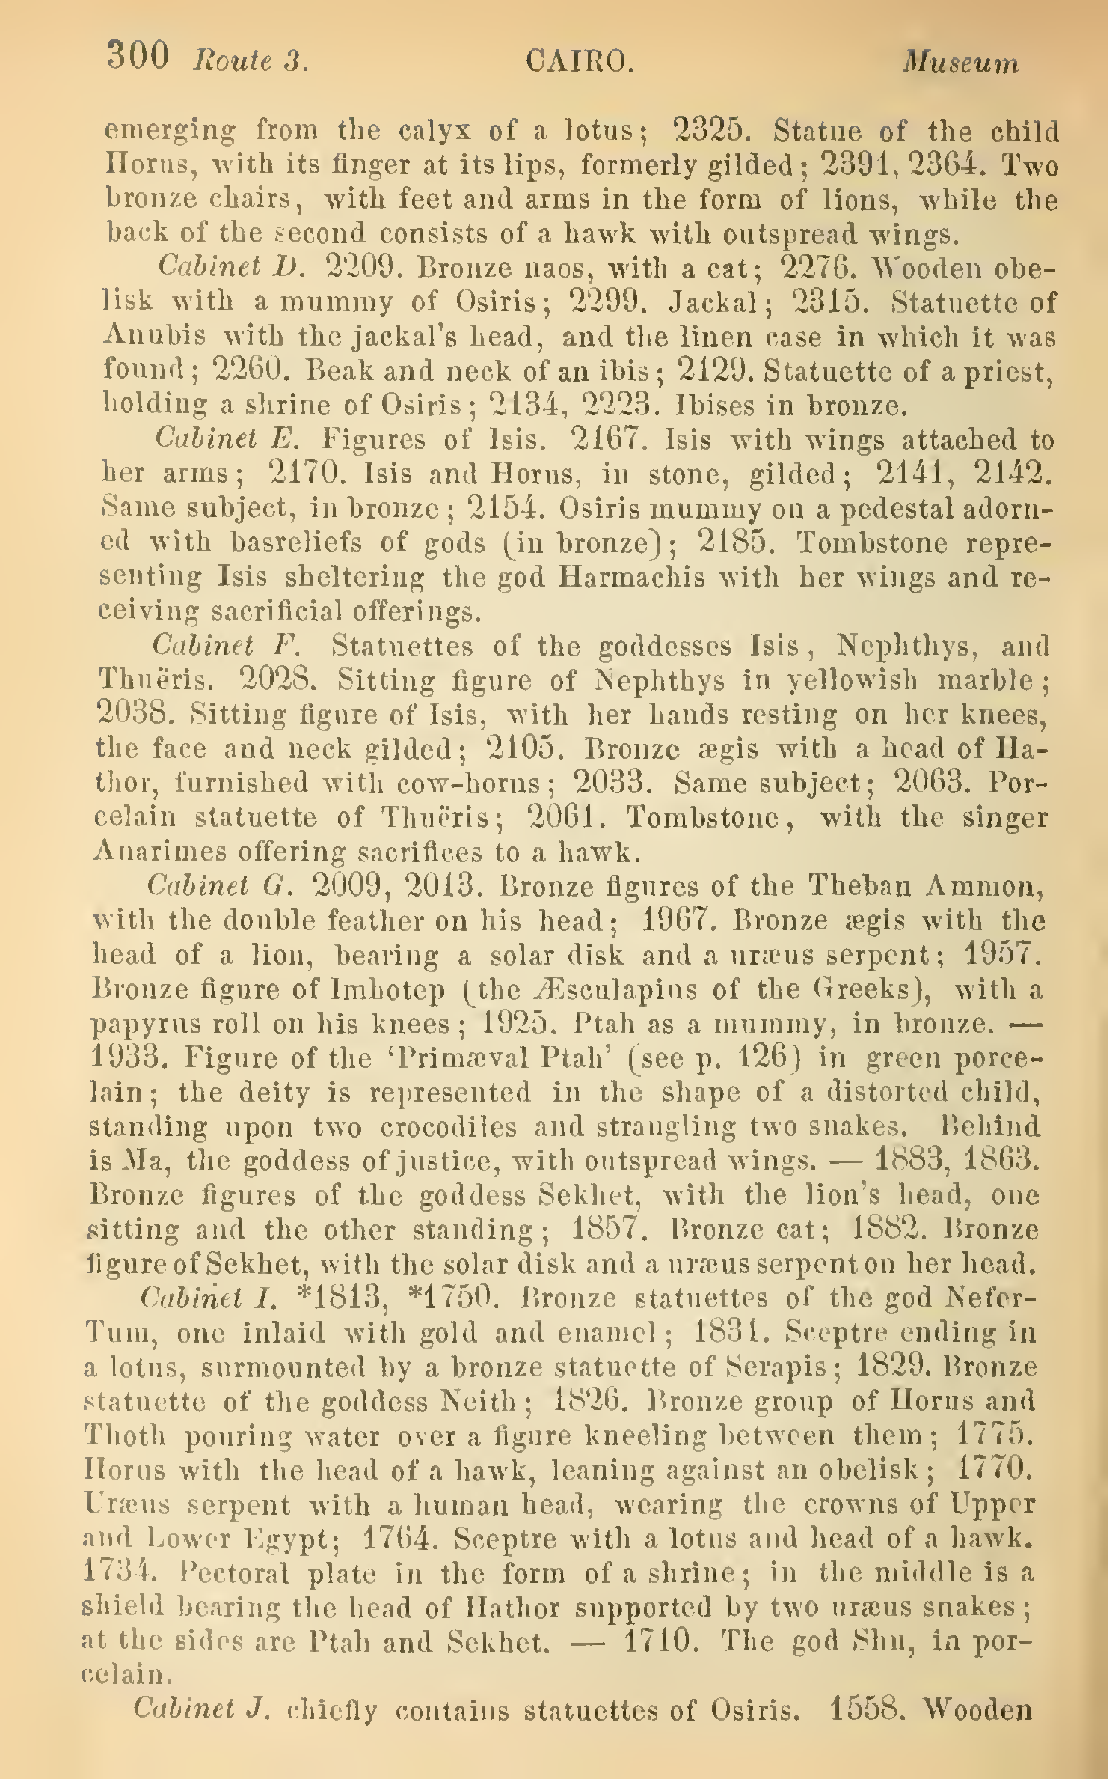 300 Route 3. CAIRO. Museum
emerging from the calyx of a lotus; 2325. Statue of the child
Horus, with its finger at its lips, formerly gilded; 2391, 2364. Two
bronze chairs, with feet and arms in the form of lions, while the
back of the second consists of a hawk with outspread wings.
Cabinet D. 2209. Bronze naos, with a cat; 2276. Wooden obe-
lisk with a mummy of Osiris; 2299. Jackal; 2315. Statuette of
Anubis with the jackal's head, and the linen case in which it was
found; 2260. Beak and neck of an ibis; 2129. Statuette of a priest,
holding a shrine of Osiris; 2134, 2223. Ibises in bronze.
Cabinet E. Figures of Isis. 2167. Isis with wings attached to
her arms; 2170. Isis and Horus, in stone, gilded; 2141, 2142.
Same subject, in bronze; 2154. Osiris mummy on a pedestal adorn-
ed with basreliefs of gods (in bronze); 2185. Tombstone repre-
senting Isis sheltering the god Harmachis with her wings and re-
ceiving sacrificial offerings.
Cabinet F. Statuettes of the goddesses Isis, Nephthys, and
Thuëris. 2028. Sitting figure of Nephthys in yellowish marble;
2038. Sitting figure of Isis, with her hands resting on her knees,
the face and neck gilded; 2105. Bronze ægis with a head of Ha-
thor, furnished with cow-horns; 2033. Same subject; 2063. Por-
celain statuette of Thuëris; 2061. Tombstone, with the singer
Anarimes offering sacrifices to a hawk.
Cabinet G. 2009, 2013. Bronze figures of the Theban Ammon,
with the double feather on his head; 1967. Bronze ægis with the
head of a lion, bearing a solar disk and a uræus serpent; 1957.
Bronze figure of Imhotep (the Æsculapius of the Greeks), with a
papyrus roll on his knees; 1925. Ptah as a mummy, in bronze. —
1933. Figure of the 'Primæval Ptah' (see p. 126) in green porce-
lain; the deity is represented in the shape of a distorted child,
standing upon two crocodiles and strangling two snakes. Behind
is Ma, the goddess of justice, with outspread wings. — 1883, 1863.
Bronze figures of the goddess Sekhet, with the lion's head, one
sitting and the other standing; 1857. Bronze cat; 1882. Bronze
figure of Sekhet, with the solar disk and a uræus serpent on her head.
Cabinet I. *1813, *1750. Bronze statuettes of the god Nefer-
Tum, one inlaid with gold and enamel; 1831. Sceptre ending in
a lotus, surmounted by a bronze statuette of Serapis; 1829. Bronze
statuette of the goddess Neith; 1826. Bronze group of Horus and
Thoth pouring water over a figure kneeling between them; 1775.
Horus with the head of a hawk, leaning against an obelisk; 1770.
Uræus serpent with a human head, wearing the crowns of Upper
and Lower Egypt; 1764. Sceptre with a lotus and head of a hawk.
1734. Pectoral plate in the form of a shrine; in the middle is a
shield bearing the head of Hathor supported by two uræus snakes;
at the sides are Ptah and Sekhet. — 1710. The god Shu, in por-
celain.
Cabinet J. chiefly contains statuettes of Osiris. 1558. Wooden